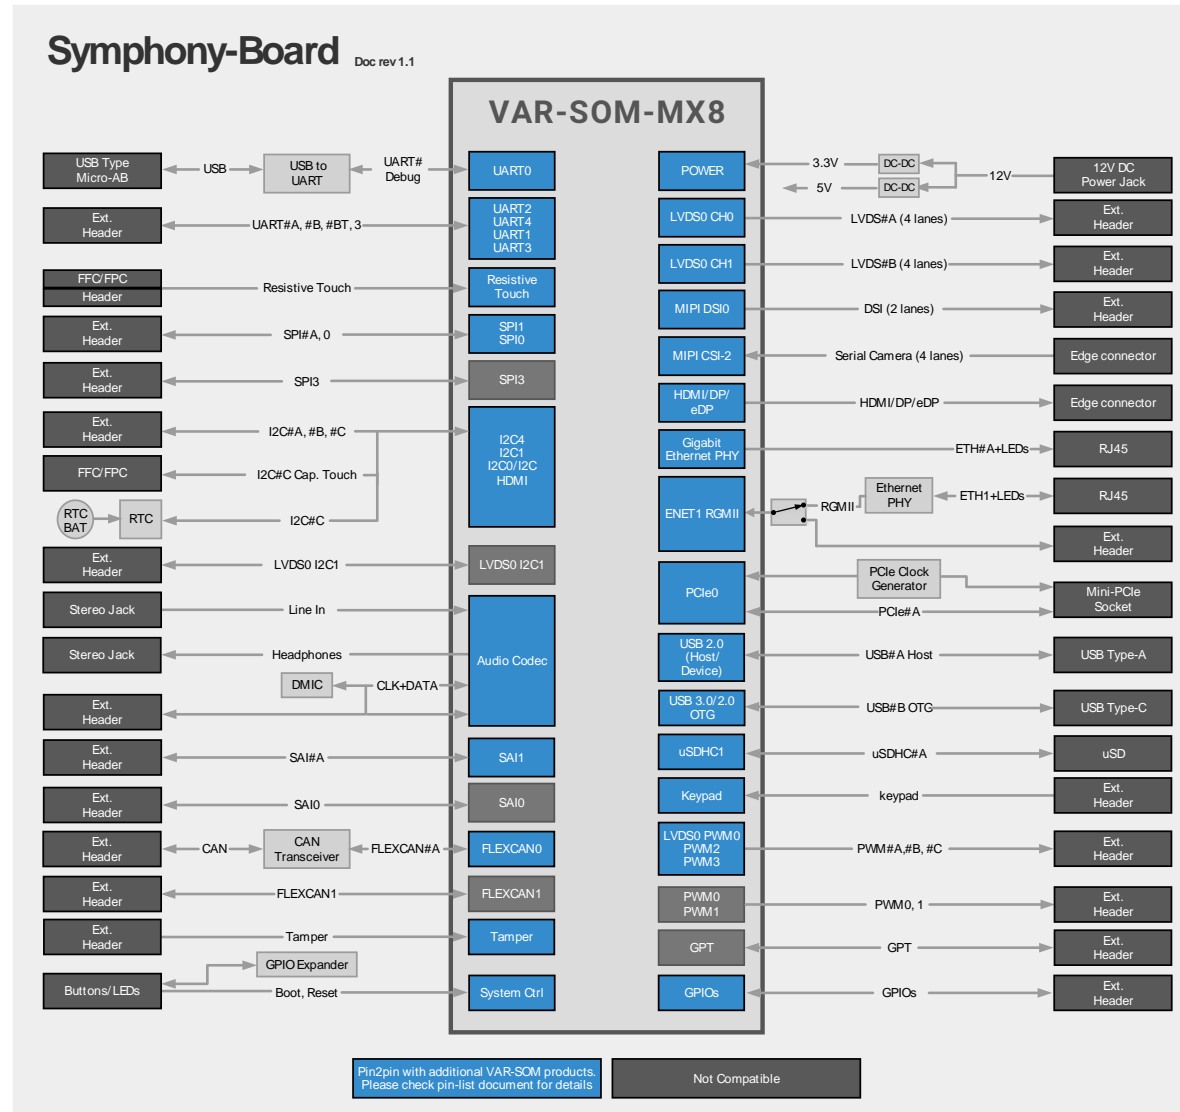 Symphony-Board Doc rev 1.1
VAR-SOM-MX8
USB Type
Micro-AB
USB
USB to
UART
UART#
Debug
UART0
Ext.
Header
UART#A, #B, #BT, 3
UART2
UART4
UART1
UART3
FFC/FPC
Header
Resistive Touch
Resistive
Touch
Ext.
Header
SPI#A, 0
SPI1
SPI0
Ext.
Header
SPI3
SPI3
Ext.
Header
I2C#A, #B, #C
I2C4
I2C1
I2C0/I2C
HDMI
FFC/FPC
I2C#C Cap. Touch
RTC
BAT
RTC
I2C#C
Ext.
Header
LVDS0 I2C1
LVDS0 I2C1
Stereo Jack
Line In
Audio Codec
Stereo Jack
Headphones
DMIC
CLK+DATA
Ext.
Header
Ext.
Header
SAI#A
SAI1
Ext.
Header
SAI0
SAI0
Ext.
Header
CAN
CAN
Transceiver
FLEXCAN#A
FLEXCAN0
Ext.
Header
FLEXCAN1
FLEXCAN1
Ext.
Header
Tamper
Tamper
GPIO Expander
Buttons/LEDs
Boot, Reset
System Ctrl
POWER
3.3V
DC-DC
5V
DC-DC
12V
12V DC
Power Jack
LVDS0 CH0
LVDS#A (4 lanes)
Ext.
Header
LVDS0 CH1
LVDS#B (4 lanes)
Ext.
Header
MIPI DSI0
DSI (2 lanes)
Ext.
Header
MIPI CSI-2
Serial Camera (4 lanes)
Edge connector
HDMI/DP/
eDP
HDMI/DP/eDP
Edge connector
Gigabit
Ethernet PHY
ETH#A+LEDs
RJ45
ENET1 RGMII
RGMII
Ethernet
PHY
ETH1+LEDs
RJ45
Ext.
Header
PCIe0
PCIe Clock
Generator
PCIe#A
Mini-PCIe
Socket
USB 2.0
(Host/
Device)
USB#A Host
USB Type-A
USB 3.0/2.0
OTG
USB#B OTG
USB Type-C
uSDHC1
uSDHC#A
uSD
Keypad
keypad
Ext.
Header
LVDS0 PWM0
PWM2
PWM3
PWM#A,#B, #C
Ext.
Header
PWM0
PWM1
PWM0, 1
Ext.
Header
GPT
GPT
Ext.
Header
GPIOs
GPIOs
Ext.
Header
Pin2pin with additional VAR-SOM products.
Please check pin-list document for details
Not Compatible